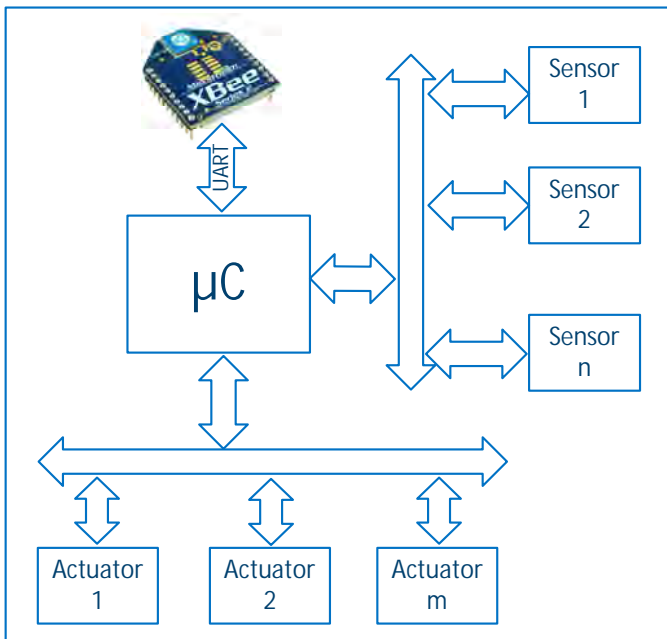 XBee
UART
µC
Sensor
1
Sensor
2
Sensor
n
Actuator
1
Actuator
2
Actuator
m